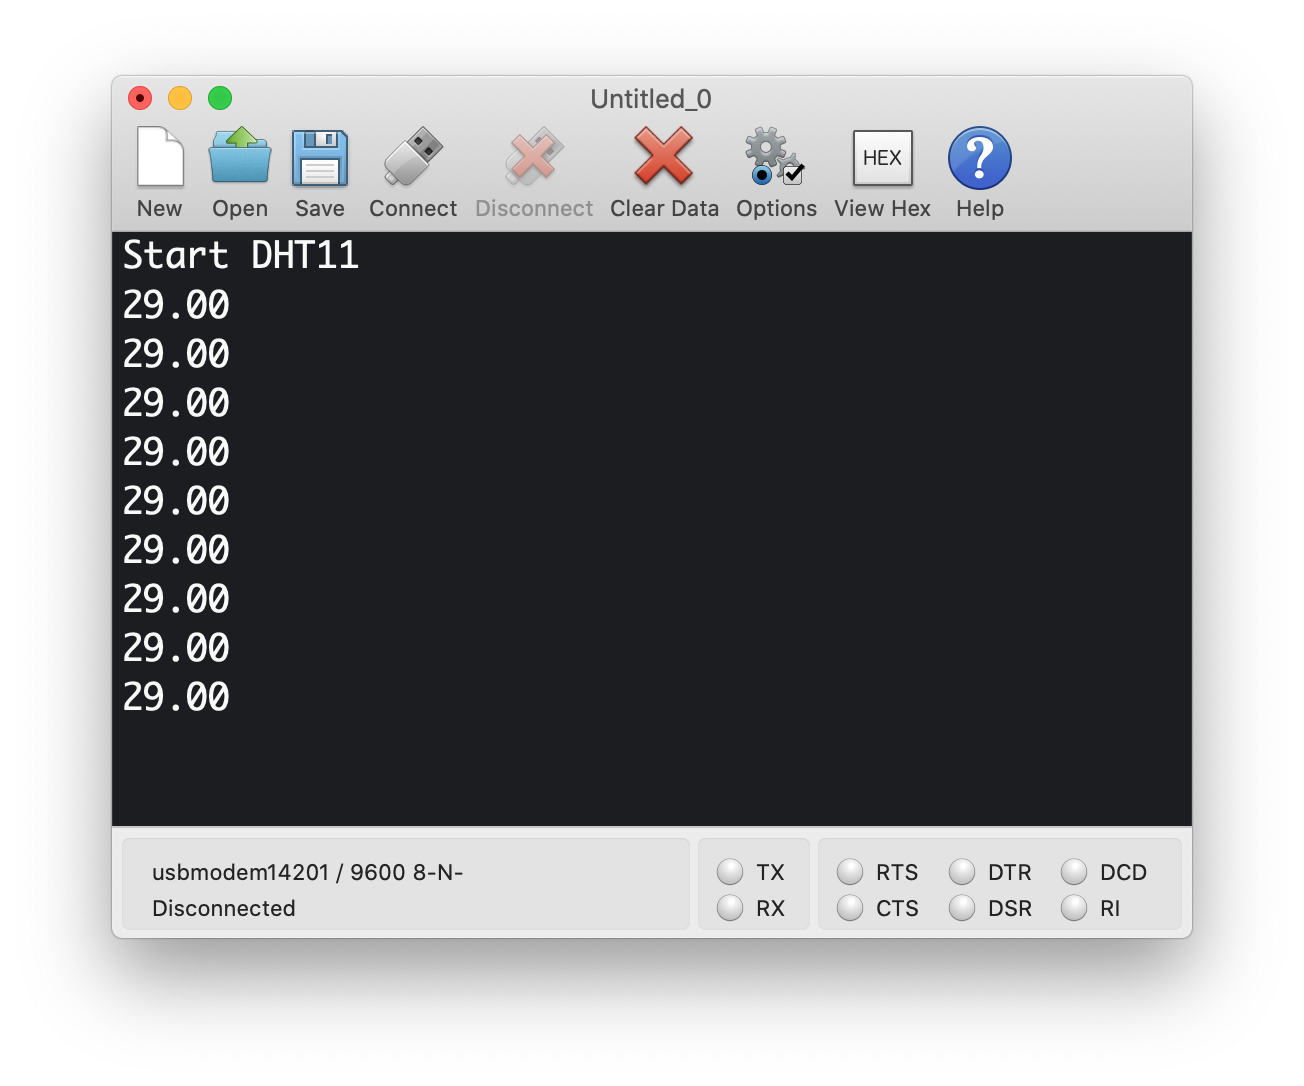 Untitled_0
New Open Save Connect Disconnect Clear Data Options HEX View Hex Help
Start DHT11
29.00
29.00
29.00
29.00
29.00
29.00
29.00
29.00
29.00
usbmodem14201 / 9600 8-N-
Disconnected
TX RTS DTR DCD
RX CTS DSR RI